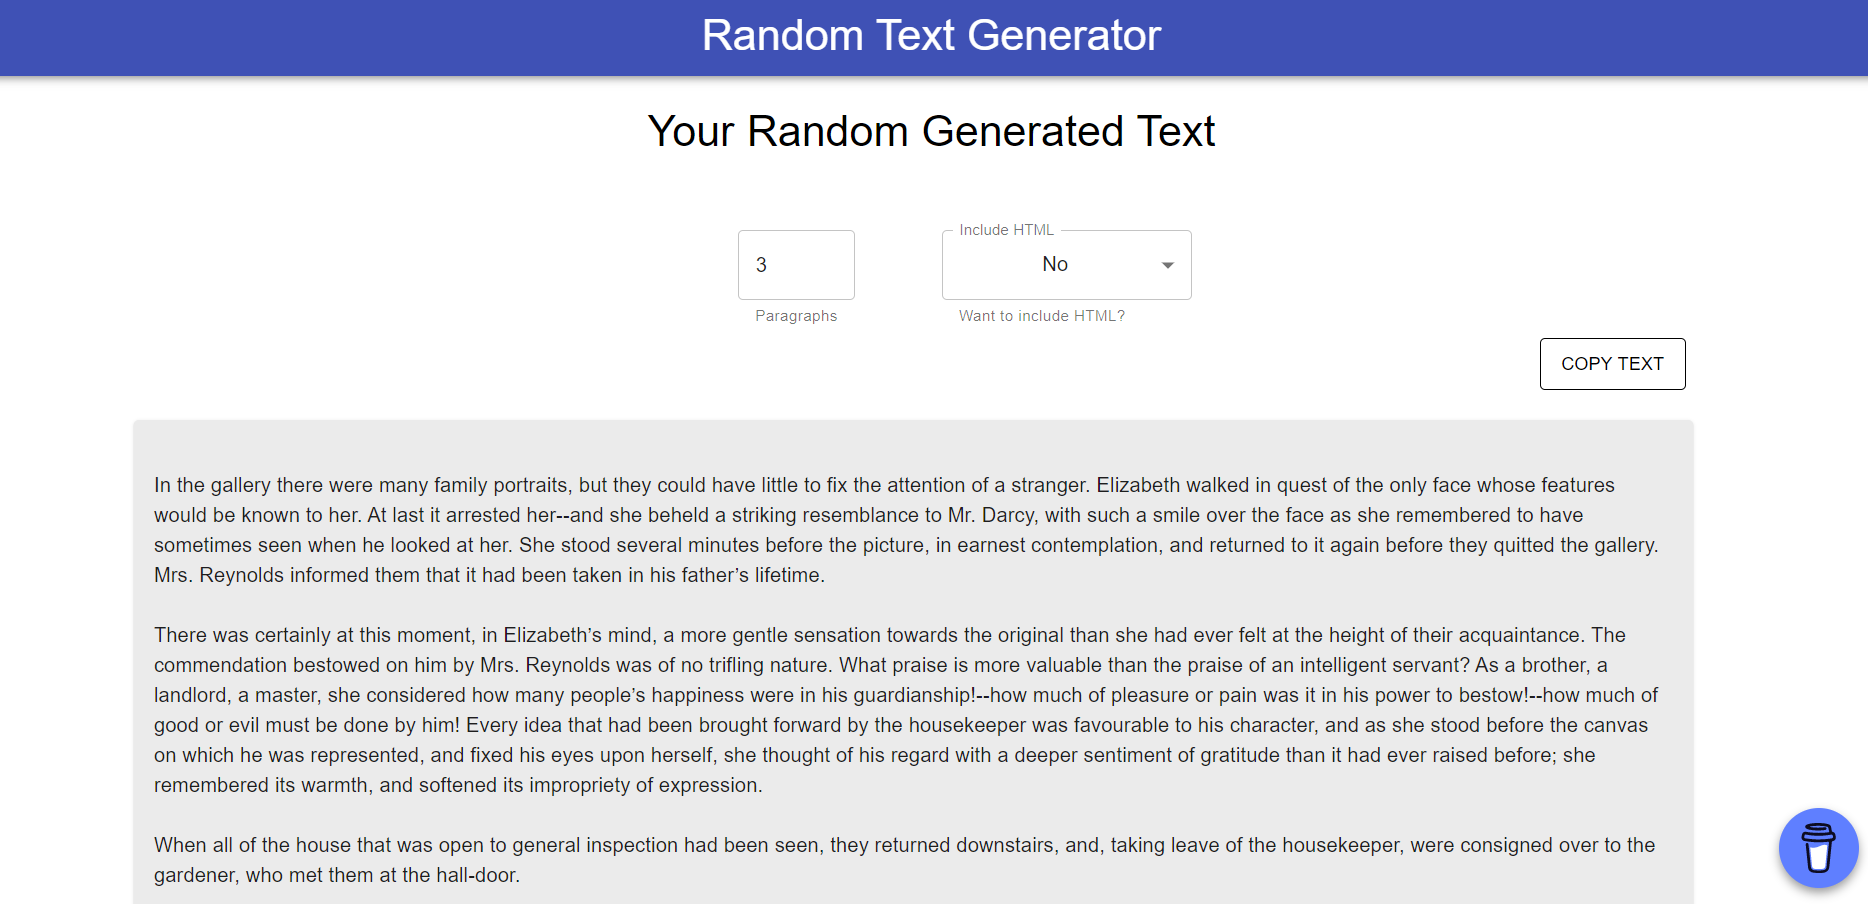 Random Text Generator
Your Random Generated Text
Include HTML
3
No
Paragraphs
Want to include HTML?
COPY TEXT
In the gallery there were many family portraits, but they could have little to fix the attention of a stranger. Elizabeth walked in quest of the only face whose features
would be known to her. At last it arrested her--and she beheld a striking resemblance to Mr. Darcy, with such a smile over the face as she remembered to have
sometimes seen when he looked at her. She stood several minutes before the picture, in earnest contemplation, and returned to it again before they quitted the gallery.
Mrs. Reynolds informed them that it had been taken in his father’s lifetime.
There was certainly at this moment, in Elizabeth’s mind, a more gentle sensation towards the original than she had ever felt at the height of their acquaintance. The
commendation bestowed on him by Mrs. Reynolds was of no trifling nature. What praise is more valuable than the praise of an intelligent servant? As a brother, a
landlord, a master, she considered how many people’s happiness were in his guardianship!--how much of pleasure or pain was it in his power to bestow!--how much of
good or evil must be done by him! Every idea that had been brought forward by the housekeeper was favourable to his character, and as she stood before the canvas
on which he was represented, and fixed his eyes upon herself, she thought of his regard with a deeper sentiment of gratitude than it had ever raised before; she
remembered its warmth, and softened its impropriety of expression.
When all of the house that was open to general inspection had been seen, they returned downstairs, and, taking leave of the housekeeper, were consigned over to the
gardener, who met them at the hall-door.